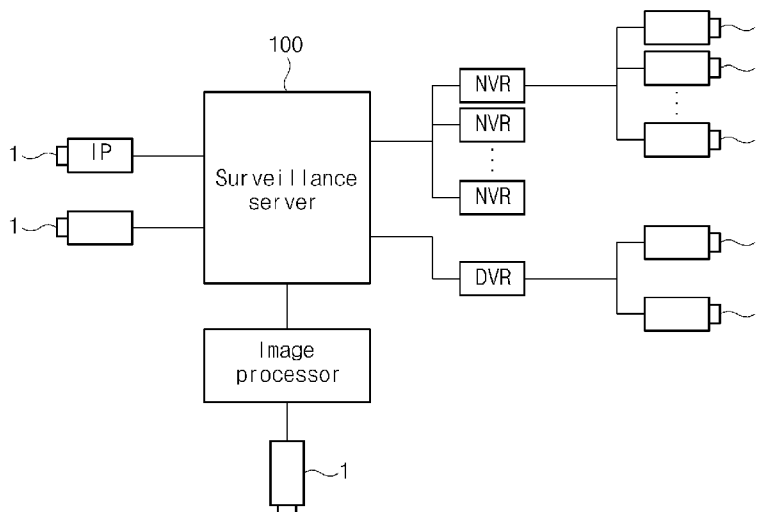 100
1
IP
1
Surveillance
server
NVR
NVR
NVR
DVR
Image
processor
1